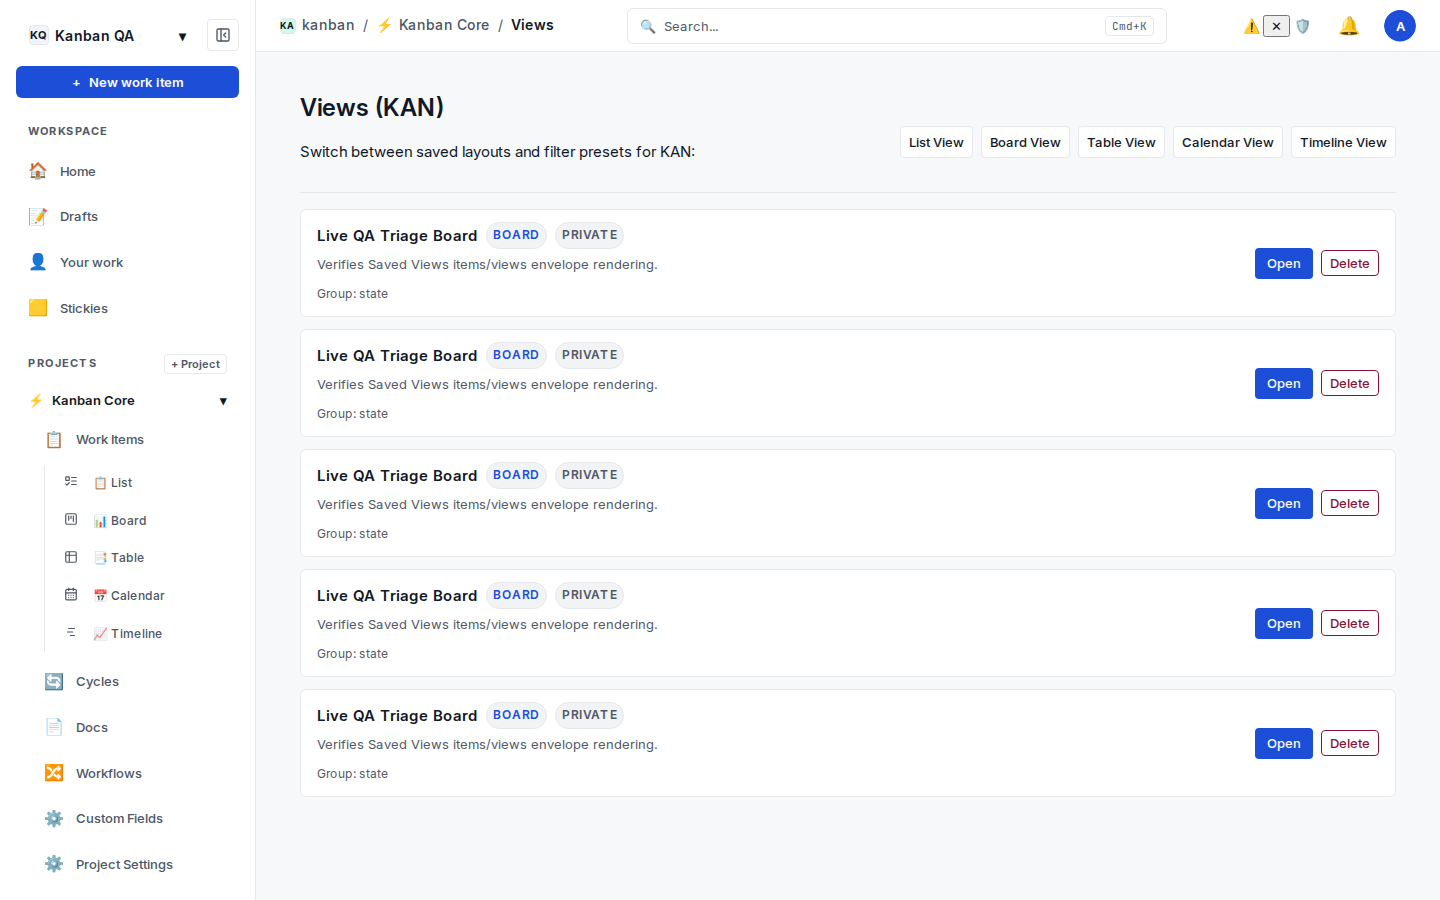 KQ Kanban QA ▾
+ New work item
WORKSPACE
🏠 Home
📝 Drafts
👤 Your work
🟨 Stickies
PROJECTS + Project
⚡ Kanban Core ▾
📋 Work Items
📋 List
📊 Board
📑 Table
📅 Calendar
📈 Timeline
🔄 Cycles
📄 Docs
🔀 Workflows
⚙️ Custom Fields
⚙️ Project Settings
KA kanban / ⚡ Kanban Core / Views
🔍 Search... Cmd+K
⚠️ ✕ 🛡️ 🔔 A
Views (KAN)
Switch between saved layouts and filter presets for KAN:
List View Board View Table View Calendar View Timeline View
Live QA Triage Board BOARD PRIVATE
Verifies Saved Views items/views envelope rendering.
Group: state
Open Delete
Live QA Triage Board BOARD PRIVATE
Verifies Saved Views items/views envelope rendering.
Group: state
Open Delete
Live QA Triage Board BOARD PRIVATE
Verifies Saved Views items/views envelope rendering.
Group: state
Open Delete
Live QA Triage Board BOARD PRIVATE
Verifies Saved Views items/views envelope rendering.
Group: state
Open Delete
Live QA Triage Board BOARD PRIVATE
Verifies Saved Views items/views envelope rendering.
Group: state
Open Delete